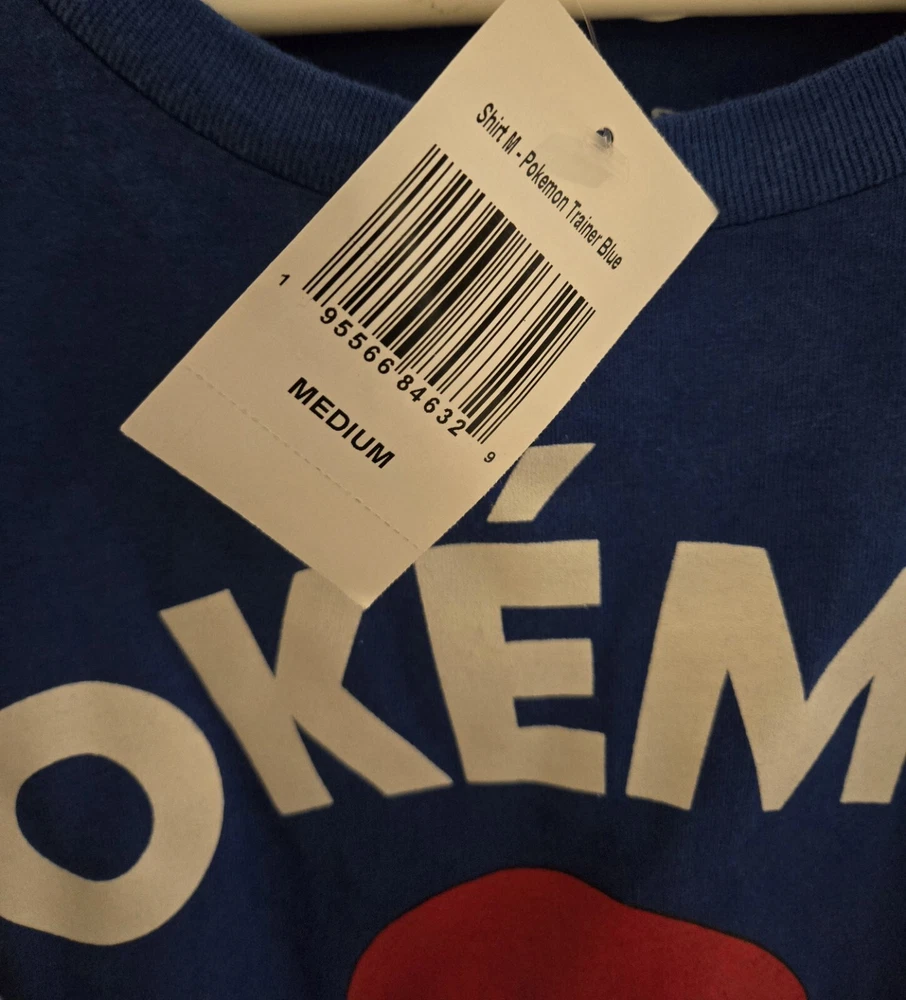 Shirt M - Pokemon Trainer Blue
1 95566 84632 9
MEDIUM
OKÉM